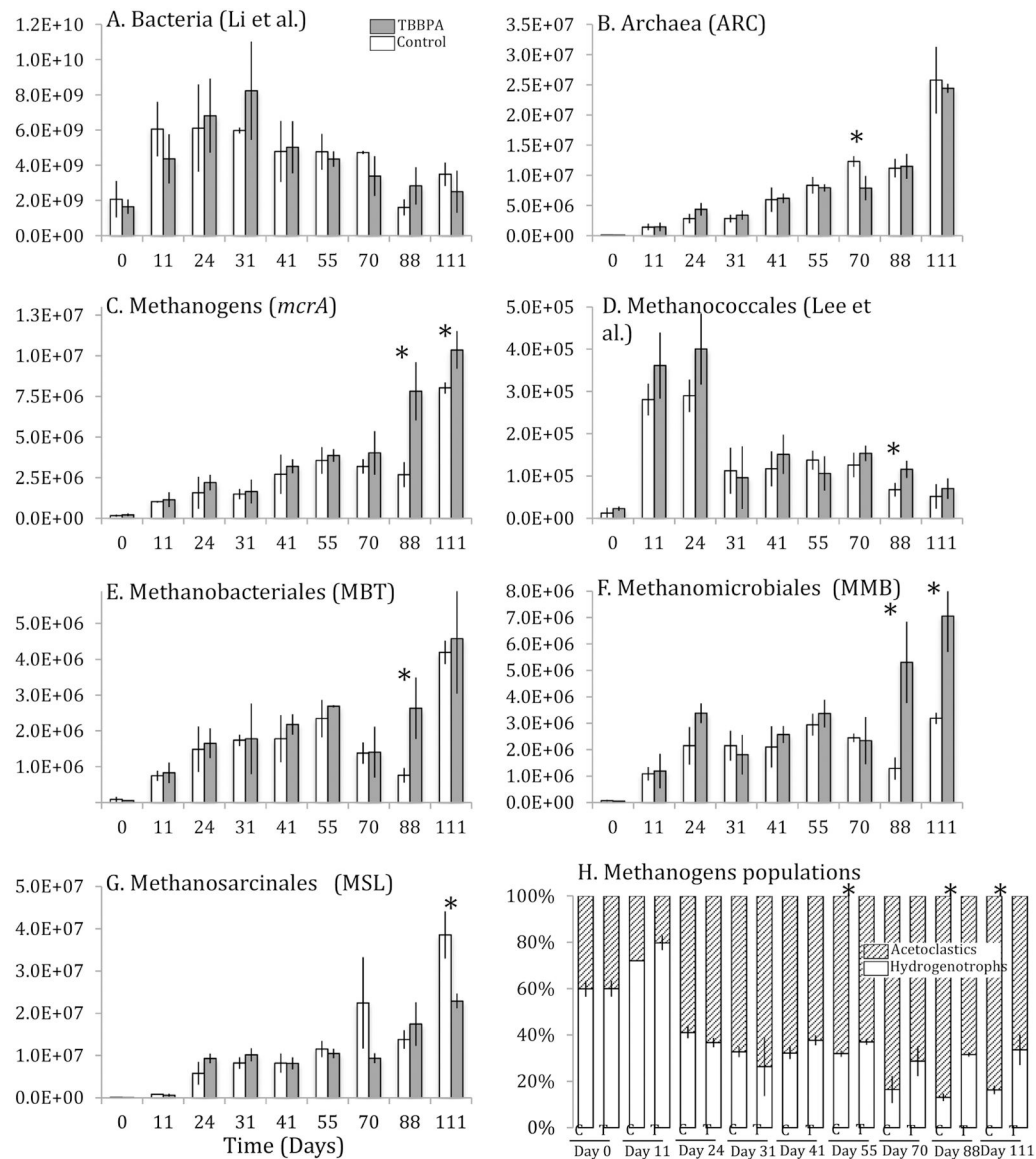 A. Bacteria (Li et al.)
TBBPA
Control
1.2E+10
1.0E+10
8.0E+09
6.0E+09
4.0E+09
2.0E+09
0.0E+00
0 11 24 31 41 55 70 88 111
B. Archaea (ARC)
3.5E+07
3.0E+07
2.5E+07
2.0E+07
1.5E+07
1.0E+07
5.0E+06
0.0E+00
*
0 11 24 31 41 55 70 88 111
C. Methanogens (mcrA)
1.3E+07
1.0E+07
7.5E+06
5.0E+06
2.5E+06
0.0E+00
* *
0 11 24 31 41 55 70 88 111
D. Methanococcales (Lee et
al.)
5.0E+05
4.0E+05
3.0E+05
2.0E+05
1.0E+05
0.0E+00
*
0 11 24 31 41 55 70 88 111
E. Methanobacteriales (MBT)
5.0E+06
4.0E+06
3.0E+06
2.0E+06
1.0E+06
*
0 11 24 31 41 55 70 88 111
F. Methanomicrobiales (MMB)
8.0E+06
7.0E+06
6.0E+06
5.0E+06
4.0E+06
3.0E+06
2.0E+06
1.0E+06
0.0E+00
* *
0 11 24 31 41 55 70 88 111
G. Methanosarcinales (MSL)
5.0E+07
4.0E+07
3.0E+07
2.0E+07
1.0E+07
0.0E+00
*
0 11 24 31 41 55 70 88 111
Time (Days)
H. Methanogens populations
* * *
100%
80%
60%
40%
20%
0%
Acetoclastics
Hydrogenotrophs
C T C T C T C T C T C T C T C T C T
Day 0 Day 11 Day 24 Day 31 Day 41 Day 55 Day 70 Day 88 Day 111